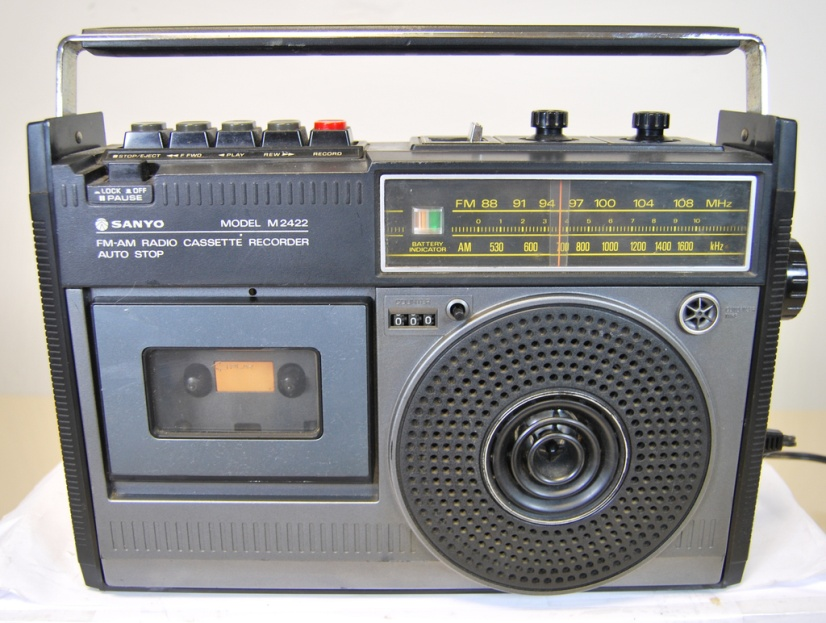 ■STOP/EJECT ◄◄F.FWD ◄PLAY REW►► RECORD
LOCK OFF
PAUSE
SANYO MODEL M2422
FM-AM RADIO CASSETTE RECORDER
AUTO STOP
FM 88 91 94 97 100 104 108 MHz
0 1 2 3 4 5 6 7 8 9 10
BATTERY INDICATOR
AM 530 600 700 800 1000 1200 1400 1600 kHz
COUNTER
000